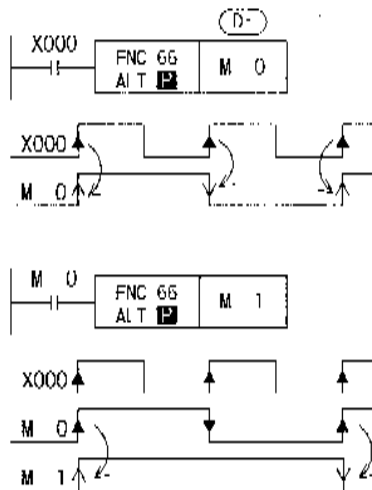 D·
X000
FNC 66
ALT P
M 0
X000
M 0
M 0
FNC 66
ALT P
M 1
X000
M 0
M 1